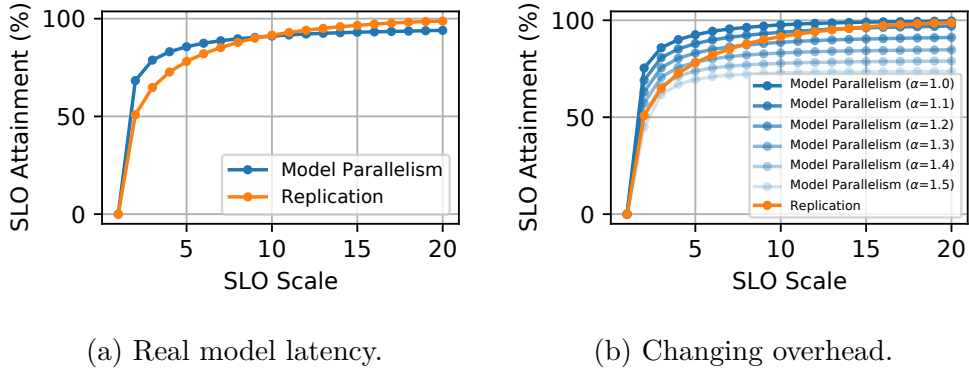 SLO Attainment (%)
100
50
0
5
10
15
20
SLO Scale
Model Parallelism
Replication
(a) Real model latency.
SLO Attainment (%)
100
50
0
5
10
15
20
SLO Scale
Model Parallelism (α=1.0)
Model Parallelism (α=1.1)
Model Parallelism (α=1.2)
Model Parallelism (α=1.3)
Model Parallelism (α=1.4)
Model Parallelism (α=1.5)
Replication
(b) Changing overhead.